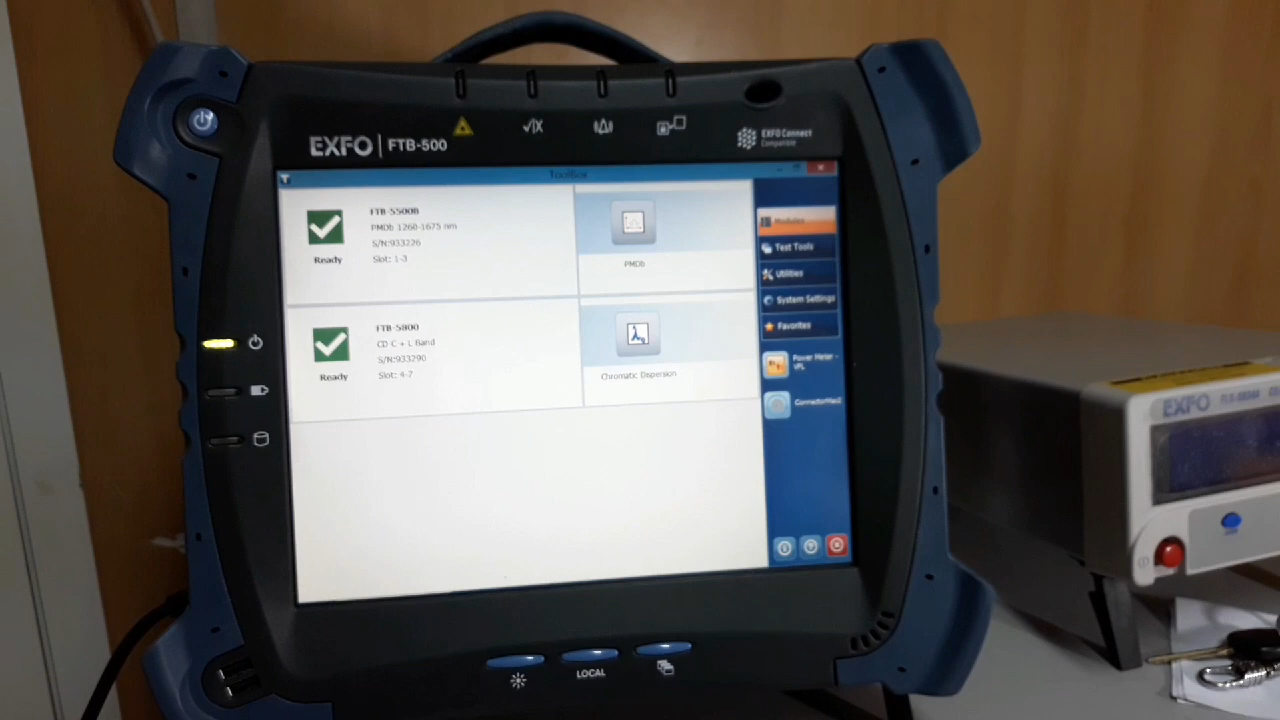 EXFO FTB-500
EXFO Connect
Compatible
ToolBox
FTB-5500B
PMDb 1260-1675 nm
S/N:933226
Slot: 1-3
Ready
PMDb
FTB-5800
CD C + L Band
S/N:933290
Slot: 4-7
Ready
Chromatic Dispersion
Modules
Test Tools
Utilities
System Settings
Favorites
Power Meter -
VFL
ConnectorMax2
LOCAL
EXFO